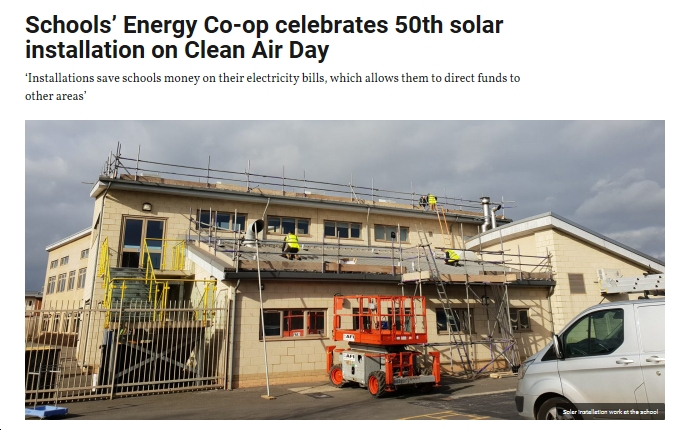 Schools’ Energy Co-op celebrates 50th solar
installation on Clean Air Day
‘Installations save schools money on their electricity bills, which allows them to direct funds to
other areas’
Solar installation work at the school